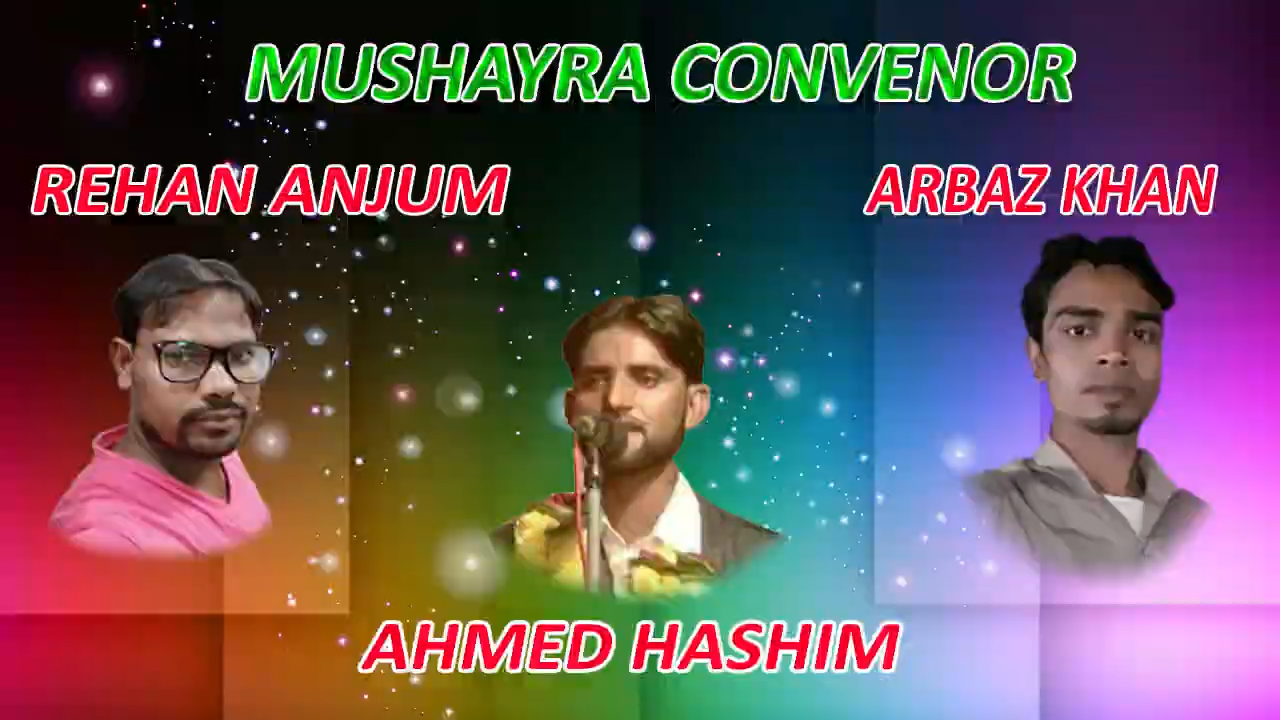 MUSHAYRA CONVENOR
REHAN ANJUM
ARBAZ KHAN
AHMED HASHIM